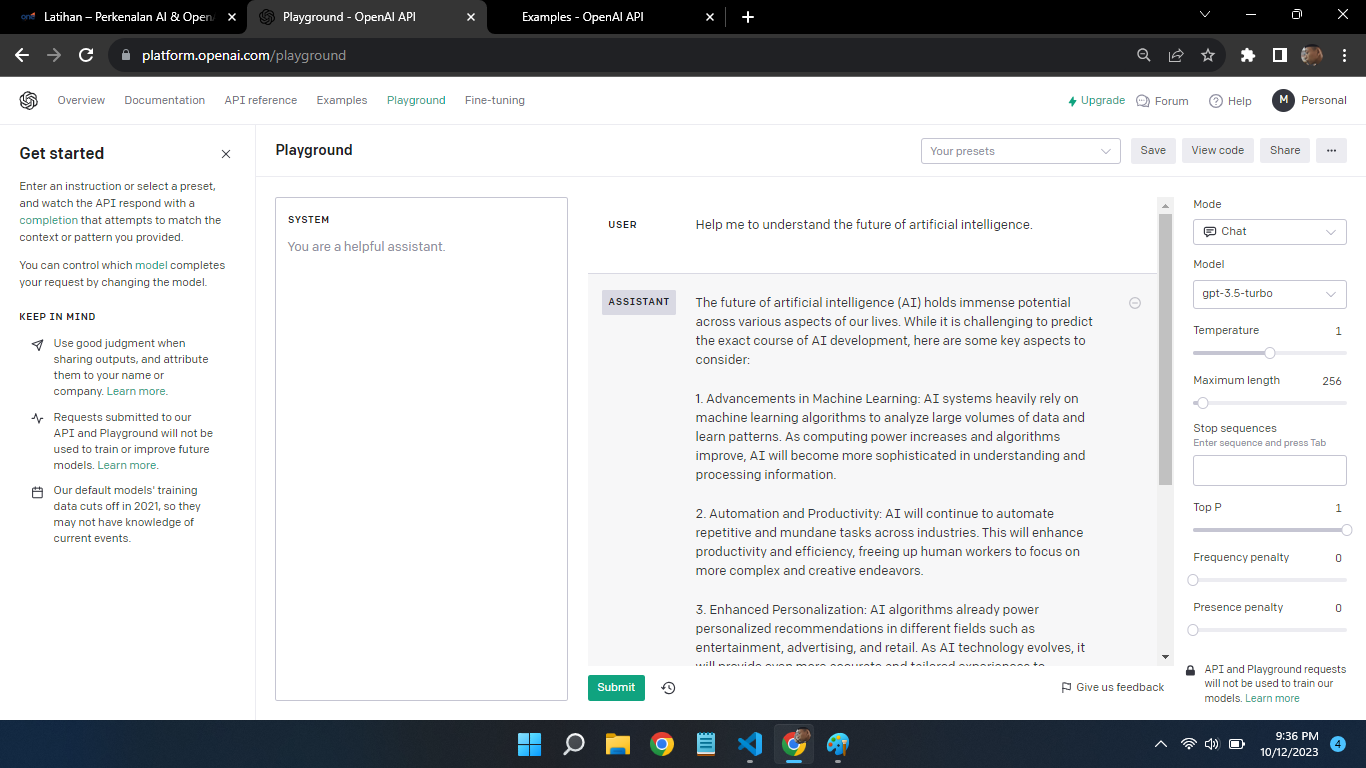 Latihan – Perkenalan AI & Open
Playground - OpenAI API
Examples - OpenAI API
platform.openai.com/playground
Overview
Documentation
API reference
Examples
Playground
Fine-tuning
Upgrade
Forum
Help
M
Personal
Get started
Enter an instruction or select a preset,
and watch the API respond with a
completion that attempts to match the
context or pattern you provided.
You can control which model completes
your request by changing the model.
KEEP IN MIND
Use good judgment when
sharing outputs, and attribute
them to your name or
company. Learn more.
Requests submitted to our
API and Playground will not be
used to train or improve future
models. Learn more.
Our default models' training
data cuts off in 2021, so they
may not have knowledge of
current events.
Playground
Your presets
Save
View code
Share
...
SYSTEM
You are a helpful assistant.
USER
Help me to understand the future of artificial intelligence.
ASSISTANT
The future of artificial intelligence (AI) holds immense potential
across various aspects of our lives. While it is challenging to predict
the exact course of AI development, here are some key aspects to
consider:
1. Advancements in Machine Learning: AI systems heavily rely on
machine learning algorithms to analyze large volumes of data and
learn patterns. As computing power increases and algorithms
improve, AI will become more sophisticated in understanding and
processing information.
2. Automation and Productivity: AI will continue to automate
repetitive and mundane tasks across industries. This will enhance
productivity and efficiency, freeing up human workers to focus on
more complex and creative endeavors.
3. Enhanced Personalization: AI algorithms already power
personalized recommendations in different fields such as
entertainment, advertising, and retail. As AI technology evolves, it
will provide even more accurate and tailored experiences to
Submit
Give us feedback
Mode
Chat
Model
gpt-3.5-turbo
Temperature 1
Maximum length 256
Stop sequences
Enter sequence and press Tab
Top P 1
Frequency penalty 0
Presence penalty 0
API and Playground requests
will not be used to train our
models. Learn more
9:36 PM
10/12/2023
4